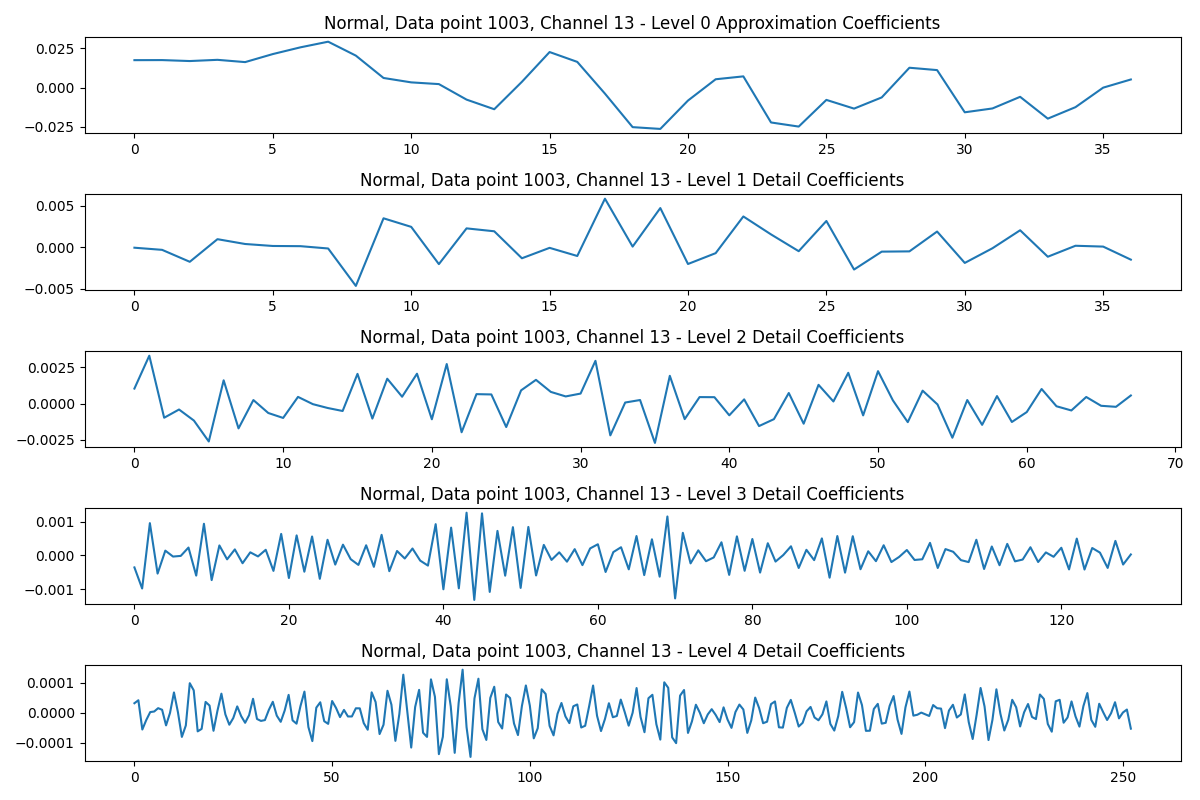 Normal, Data point 1003, Channel 13 - Level 0 Approximation Coefficients
0.025
0.000
−0.025
0 5 10 15 20 25 30 35
Normal, Data point 1003, Channel 13 - Level 1 Detail Coefficients
0.005
0.000
−0.005
0 5 10 15 20 25 30 35
Normal, Data point 1003, Channel 13 - Level 2 Detail Coefficients
0.0025
0.0000
−0.0025
0 10 20 30 40 50 60 70
Normal, Data point 1003, Channel 13 - Level 3 Detail Coefficients
0.001
0.000
−0.001
0 20 40 60 80 100 120
Normal, Data point 1003, Channel 13 - Level 4 Detail Coefficients
0.0001
0.0000
−0.0001
0 50 100 150 200 250